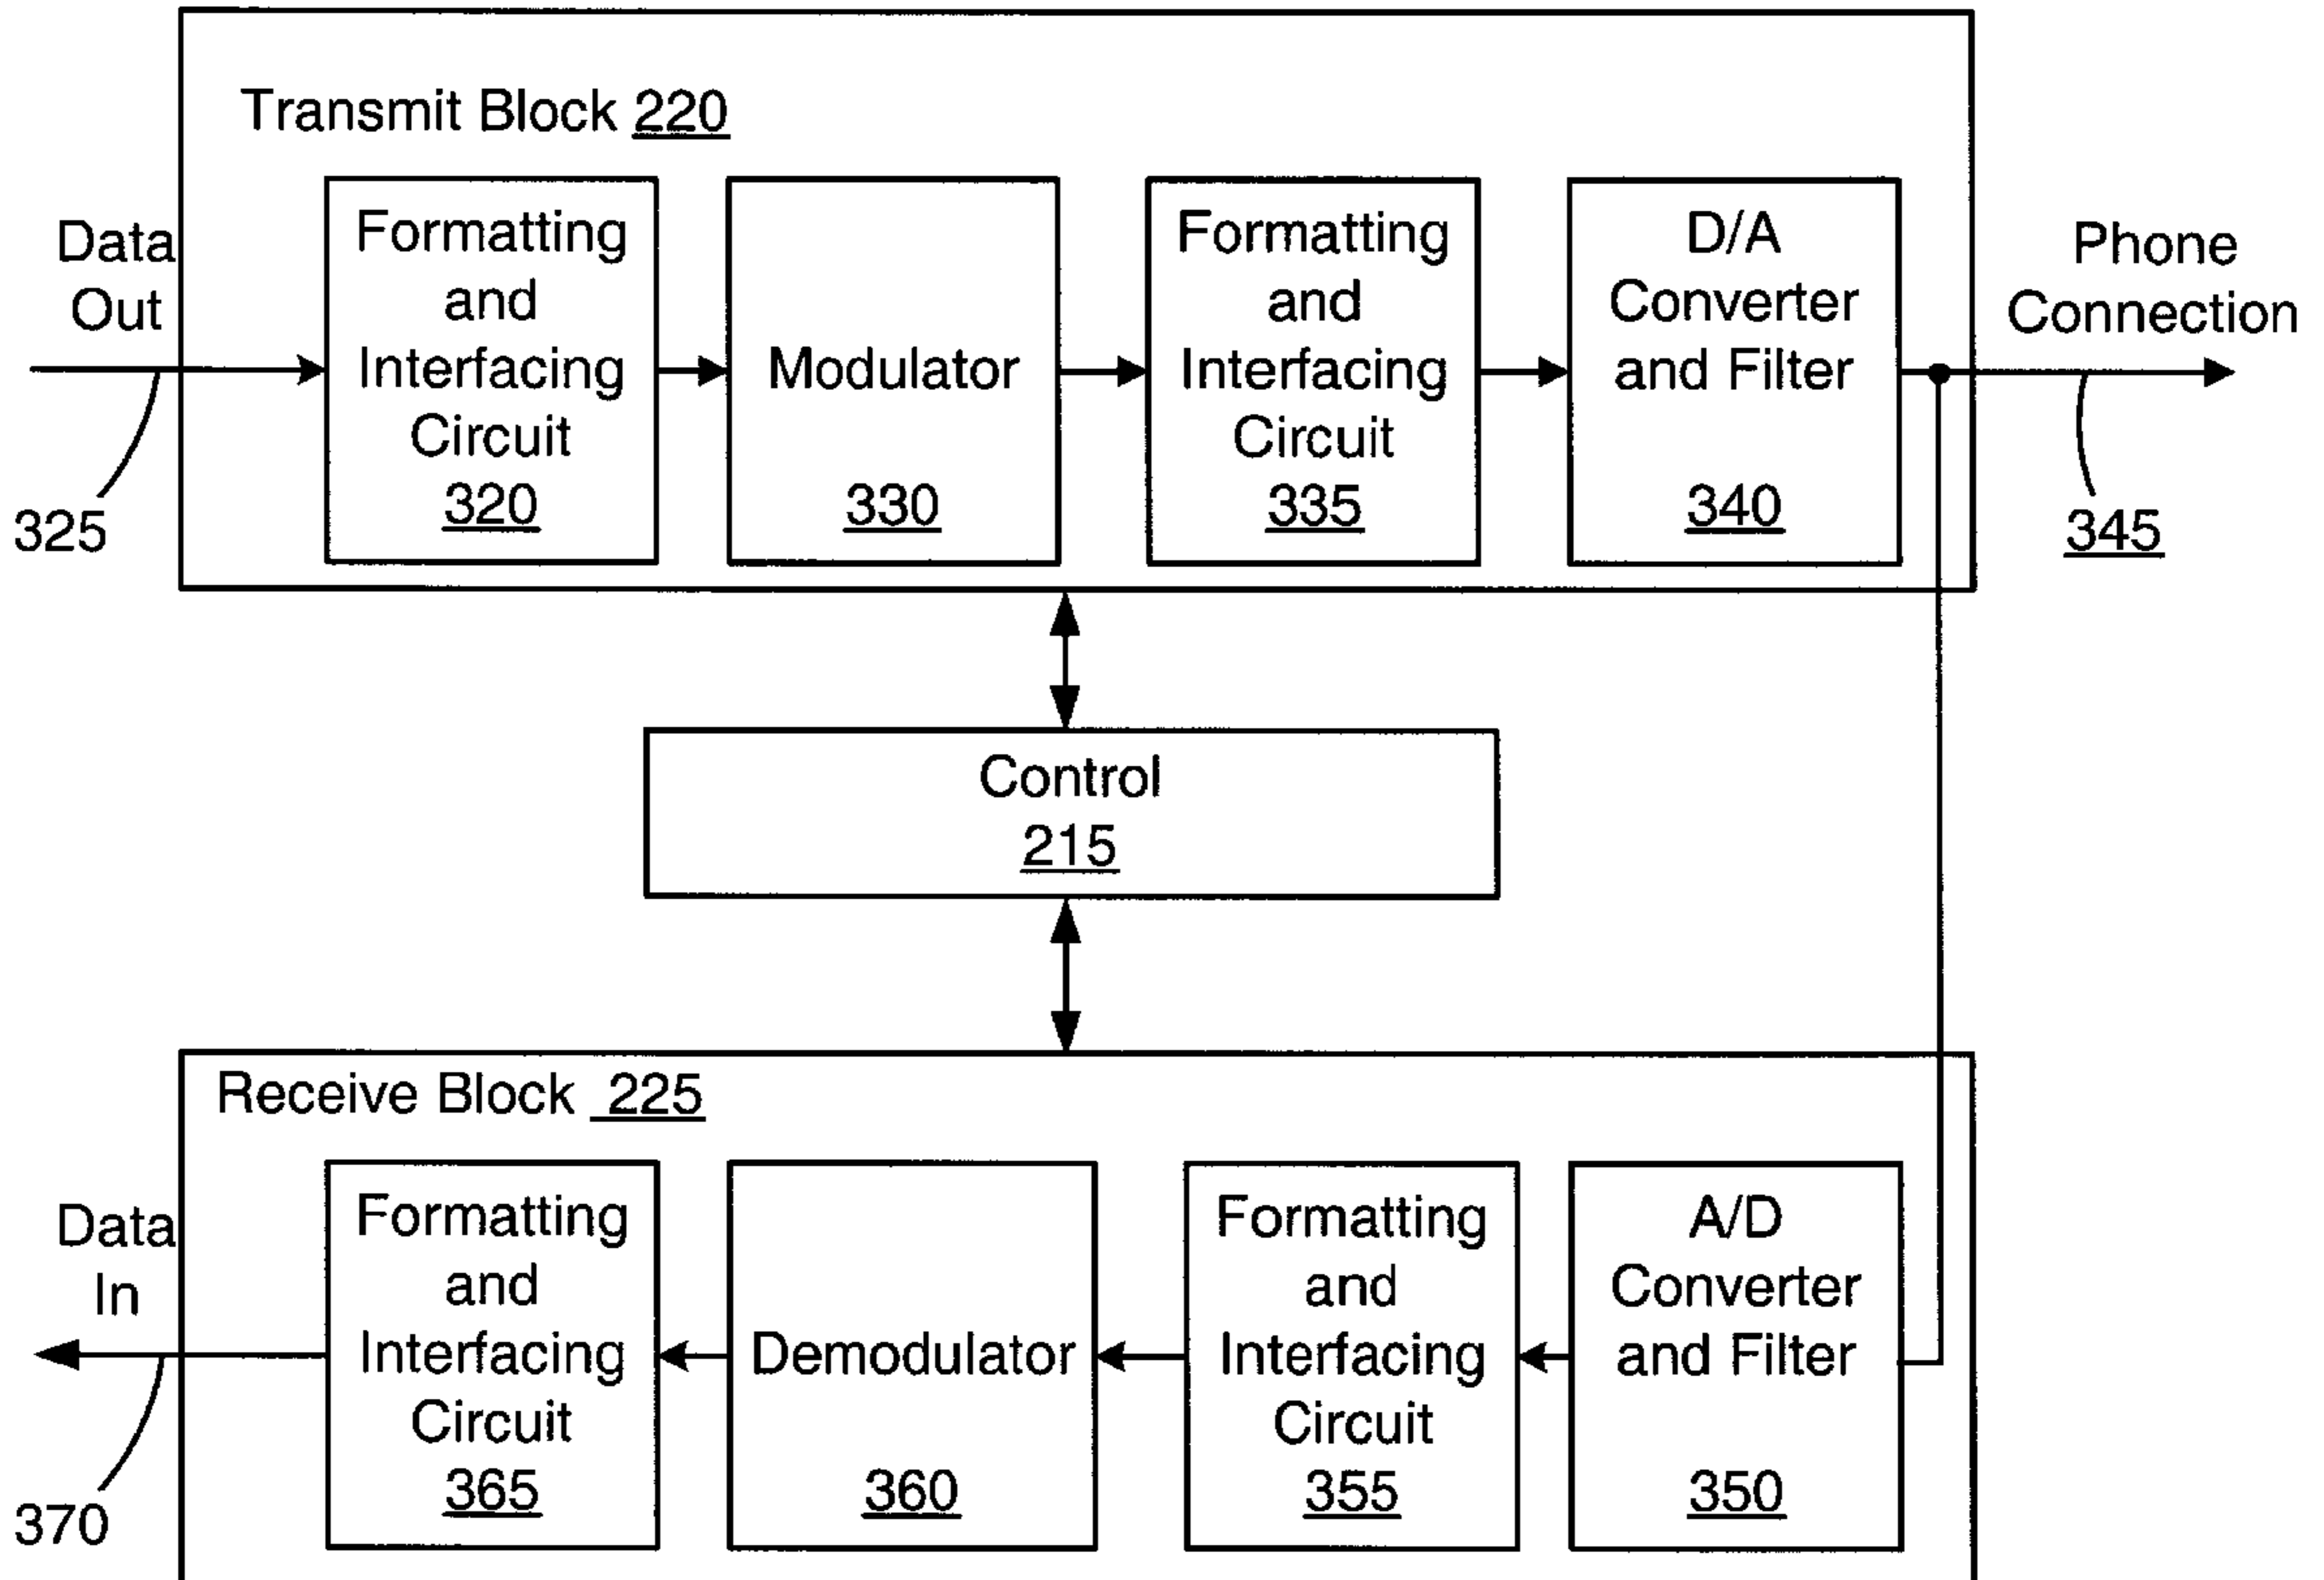 Transmit Block 220
Data
Out
325
Formatting
and
Interfacing
Circuit
320
Modulator
330
Formatting
and
Interfacing
Circuit
335
D/A
Converter
and Filter
340
Phone
Connection
345
Control
215
Receive Block 225
Data
In
370
Formatting
and
Interfacing
Circuit
365
Demodulator
360
Formatting
and
Interfacing
Circuit
355
A/D
Converter
and Filter
350